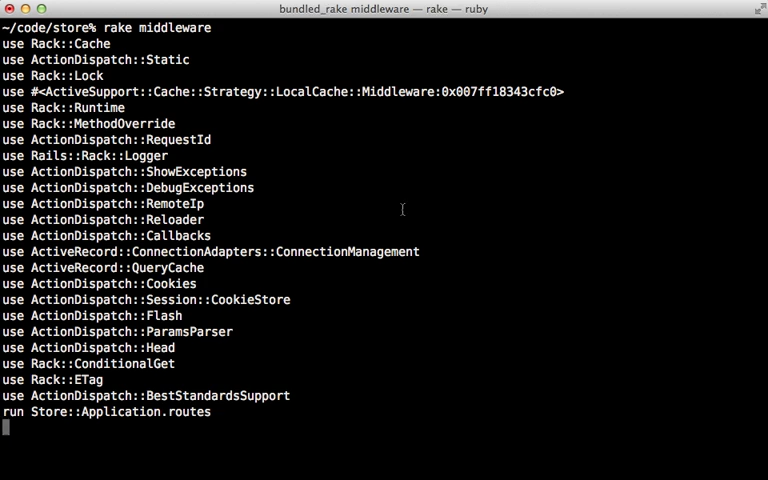 bundled_rake middleware — rake — ruby
~/code/store% rake middleware
use Rack::Cache
use ActionDispatch::Static
use Rack::Lock
use #<ActiveSupport::Cache::Strategy::LocalCache::Middleware:0x007ff18343cfc0>
use Rack::Runtime
use Rack::MethodOverride
use ActionDispatch::RequestId
use Rails::Rack::Logger
use ActionDispatch::ShowExceptions
use ActionDispatch::DebugExceptions
use ActionDispatch::RemoteIp
use ActionDispatch::Reloader
use ActionDispatch::Callbacks
use ActiveRecord::ConnectionAdapters::ConnectionManagement
use ActiveRecord::QueryCache
use ActionDispatch::Cookies
use ActionDispatch::Session::CookieStore
use ActionDispatch::Flash
use ActionDispatch::ParamsParser
use ActionDispatch::Head
use Rack::ConditionalGet
use Rack::ETag
use ActionDispatch::BestStandardsSupport
run Store::Application.routes